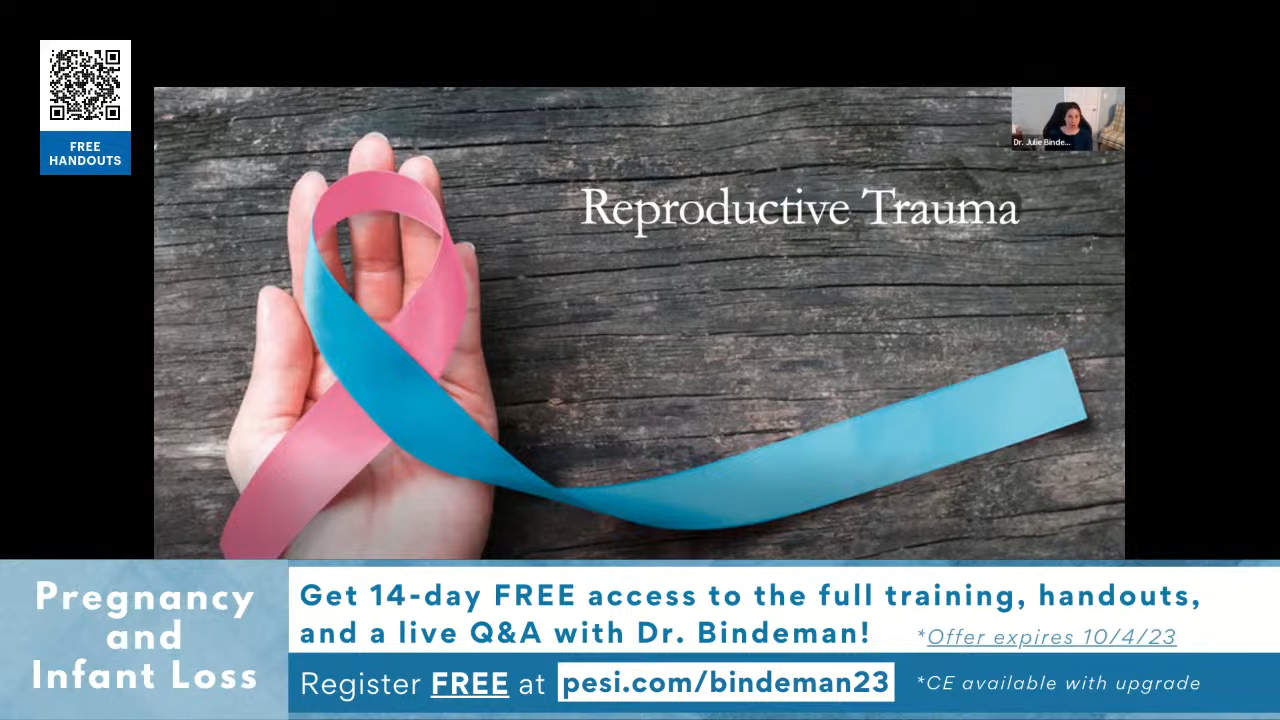 FREE
HANDOUTS
Dr. Julie Binde...
Reproductive Trauma
Pregnancy
and
Infant Loss
Get 14-day FREE access to the full training, handouts,
and a live Q&A with Dr. Bindeman!
*Offer expires 10/4/23
Register FREE at pesi.com/bindeman23
*CE available with upgrade